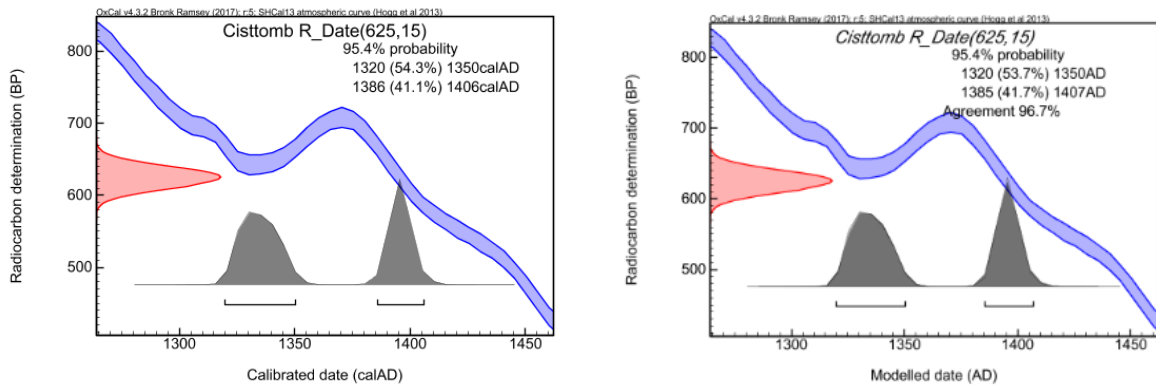 OxCal v4.3.2 Bronk Ramsey (2017); r:5; SHCal13 atmospheric curve (Hogg et al 2013)
Cisttomb R_Date(625,15)
95.4% probability
1320 (54.3%) 1350calAD
1386 (41.1%) 1406calAD
Radiocarbon determination (BP)
800
700
600
500
1300
1350
1400
1450
Calibrated date (calAD)
OxCal v4.3.2 Bronk Ramsey (2017); r:5; SHCal13 atmospheric curve (Hogg et al 2013)
Cisttomb R_Date(625,15)
95.4% probability
1320 (53.7%) 1350AD
1385 (41.7%) 1407AD
Agreement 96.7%
Radiocarbon determination (BP)
800
700
600
500
1300
1350
1400
1450
Modelled date (AD)